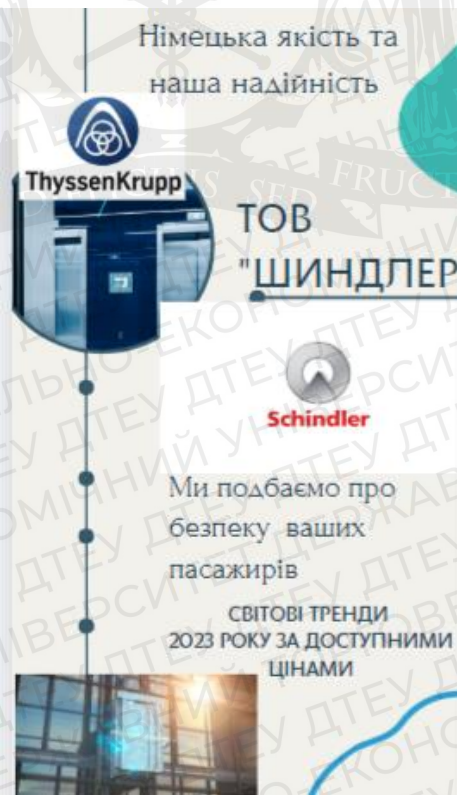 Німецька якість та
наша надійність
ThyssenKrupp
ТОВ
"ШИНДЛЕР
Schindler
Ми подбаємо про
безпеку ваших
пасажирів
СВІТОВІ ТРЕНДИ
2023 РОКУ ЗА ДОСТУПНИМИ
ЦІНАМИ